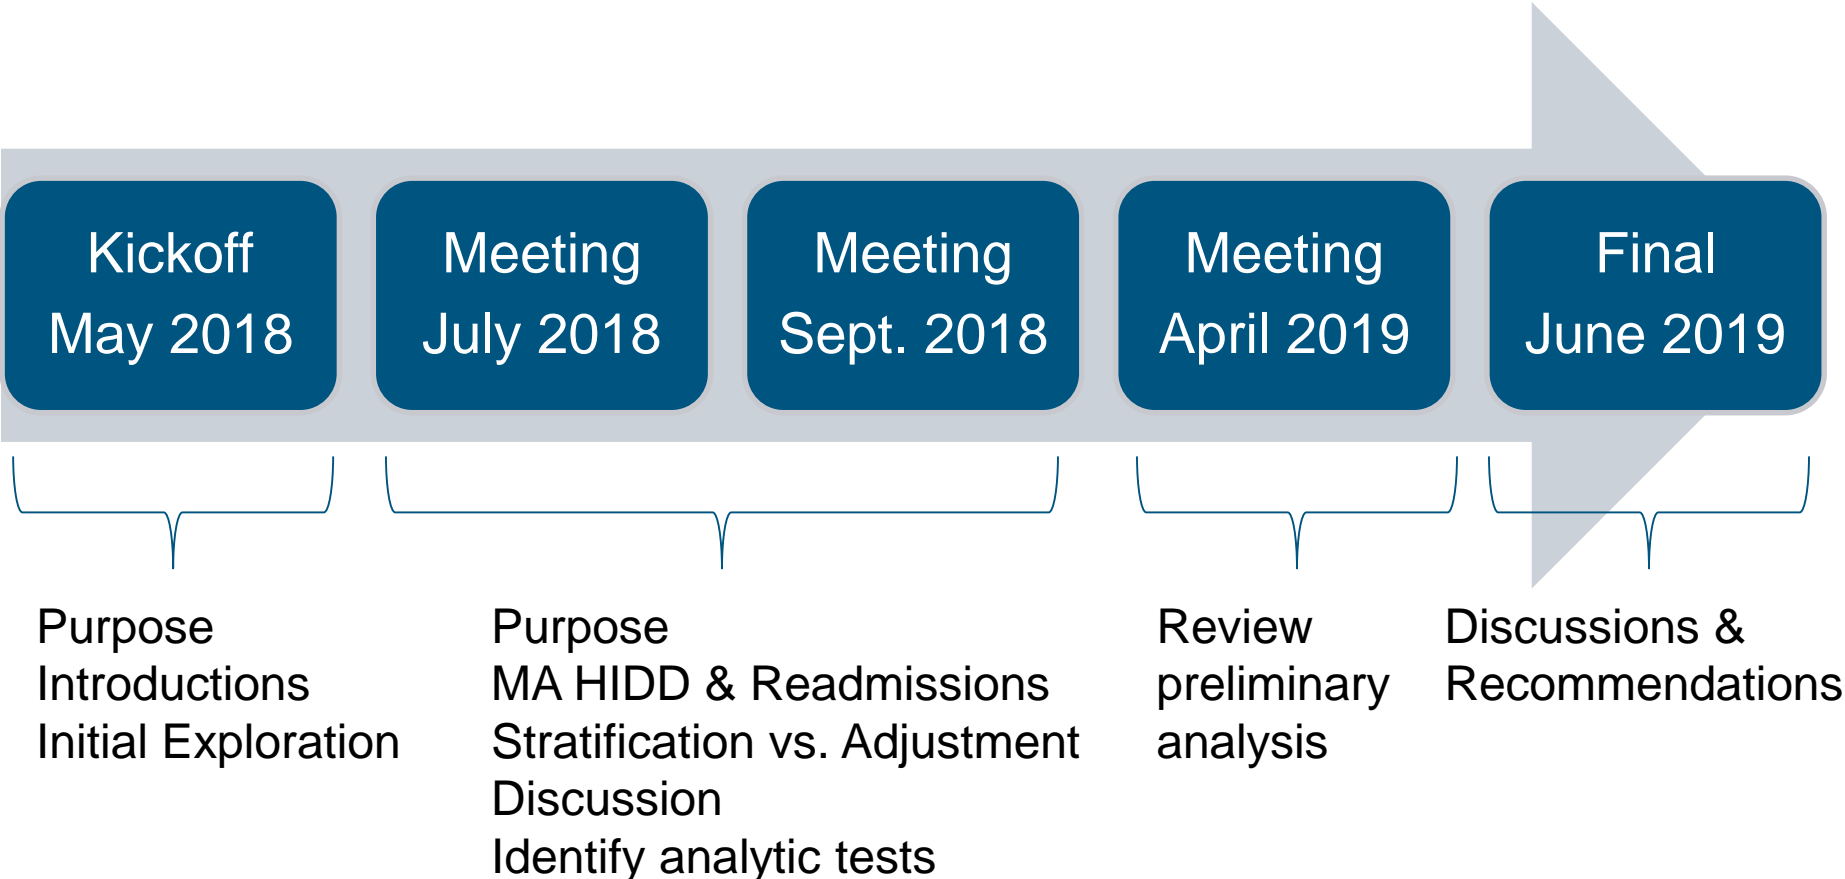 Kickoff
May 2018
Meeting
July 2018
Meeting
Sept. 2018
Meeting
April 2019
Final
June 2019
Purpose
Introductions
Initial Exploration
Purpose
MA HIDD & Readmissions
Stratification vs. Adjustment
Discussion
Identify analytic tests
Review
preliminary
analysis
Discussions &
Recommendations